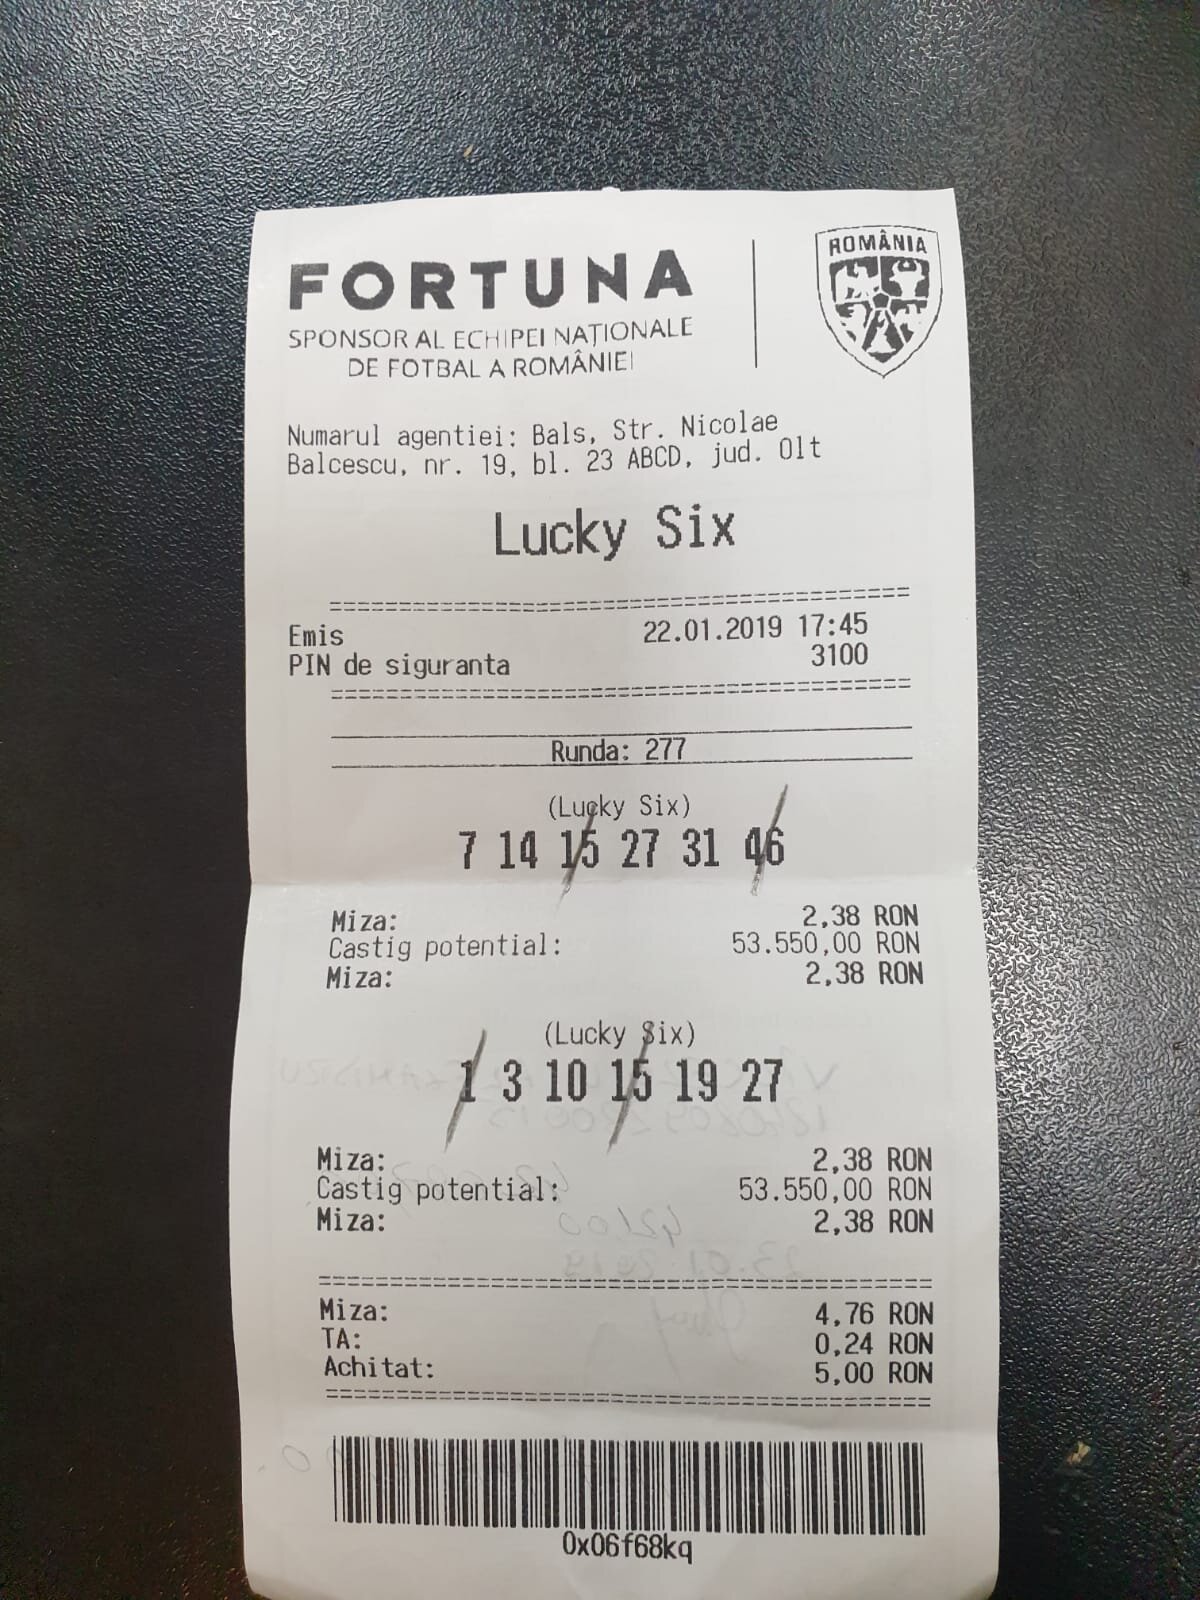 FORTUNA
SPONSOR AL ECHIPEI NAȚIONALE
DE FOTBAL A ROMÂNIEI
ROMÂNIA
Numarul agentiei: Bals, Str. Nicolae
Balcescu, nr. 19, bl. 23 ABCD, jud. Olt
Lucky Six
Emis 22.01.2019 17:45
PIN de siguranta 3100
Runda: 277
(Lucky Six)
7 14 15 27 31 46
Miza: 2,38 RON
Castig potential: 53.550,00 RON
Miza: 2,38 RON
(Lucky Six)
1 3 10 15 19 27
Miza: 2,38 RON
Castig potential: 53.550,00 RON
Miza: 2,38 RON
Miza: 4,76 RON
TA: 0,24 RON
Achitat: 5,00 RON
0x06f68kq